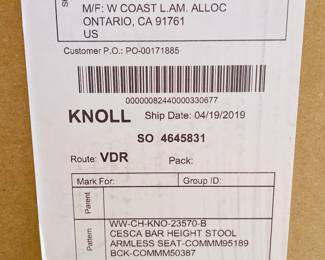 M/F: W COAST L.AM. ALLOC
ONTARIO, CA 91761
US
Customer P.O.: PO-00171885
00000082440000330677
KNOLL Ship Date: 04/19/2019
SO 4645831
Route: VDR Pack:
Mark For: Group ID:
Parent
Pattern
WW-CH-KNO-23570-B
CESCA BAR HEIGHT STOOL
ARMLESS SEAT-COMMM95189
BCK-COMMM50387